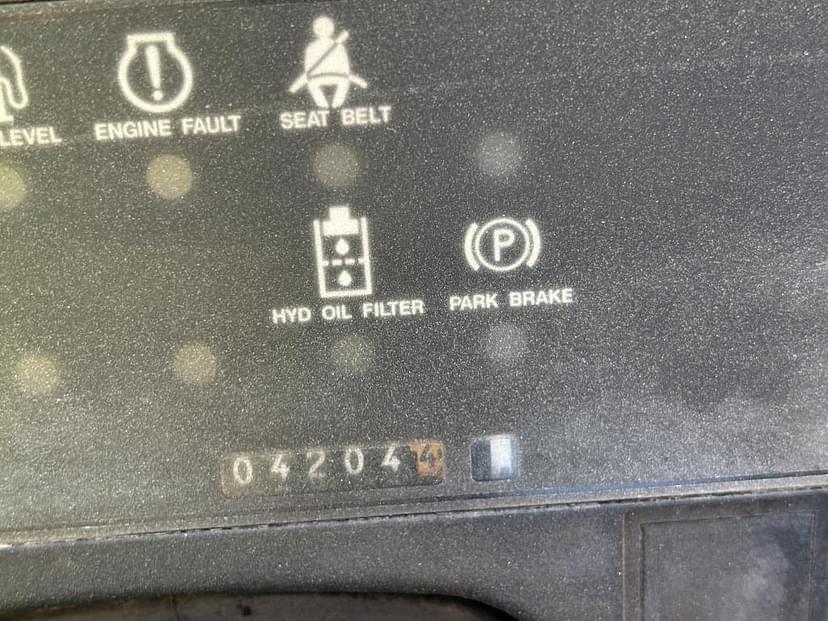 LEVEL ENGINE FAULT SEAT BELT
P
HYD OIL FILTER PARK BRAKE
042044